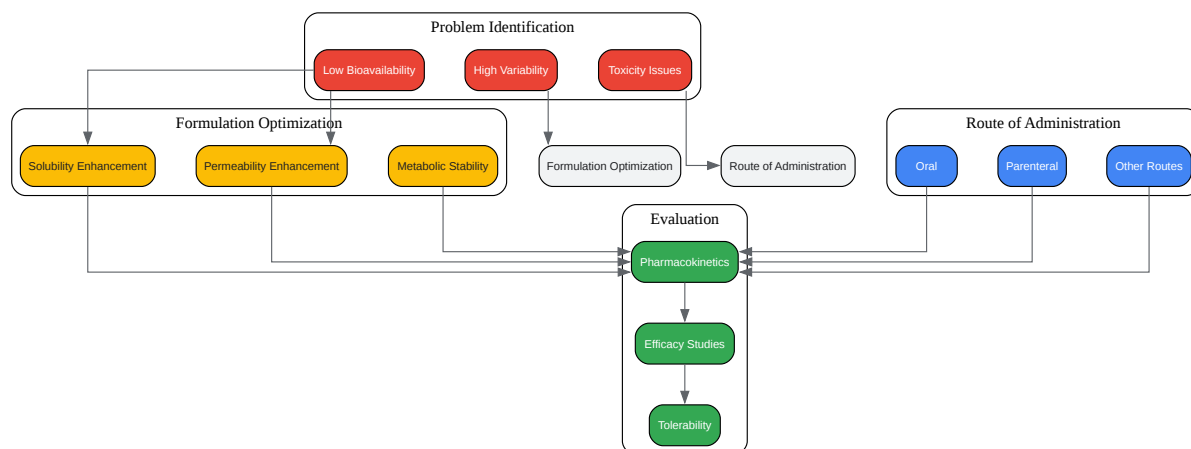 Problem Identification
Low Bioavailability
High Variability
Toxicity Issues
Formulation Optimization
Route of Administration
Solubility Enhancement
Permeability Enhancement
Metabolic Stability
Formulation Optimization
Route of Administration
Oral
Parenteral
Other Routes
Evaluation
Pharmacokinetics
Efficacy Studies
Tolerability